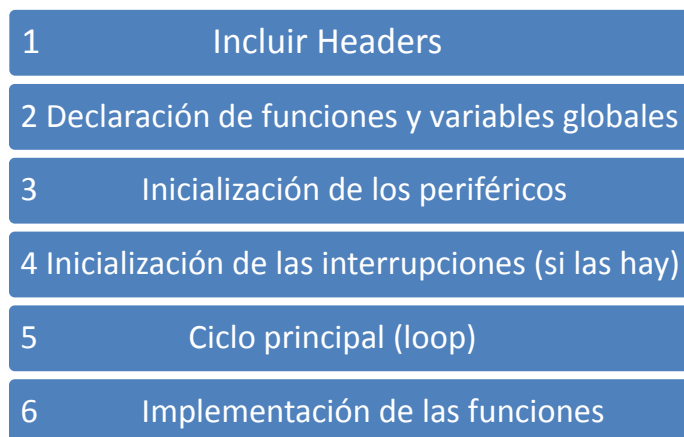 1 Incluir Headers
2 Declaración de funciones y variables globales
3 Inicialización de los periféricos
4 Inicialización de las interrupciones (si las hay)
5 Ciclo principal (loop)
6 Implementación de las funciones